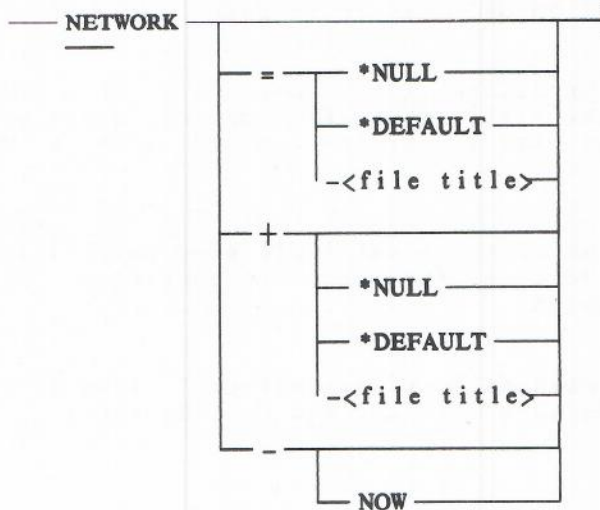 NETWORK
= *NULL
*DEFAULT
-<file title>
+
*NULL
*DEFAULT
-<file title>
-
NOW